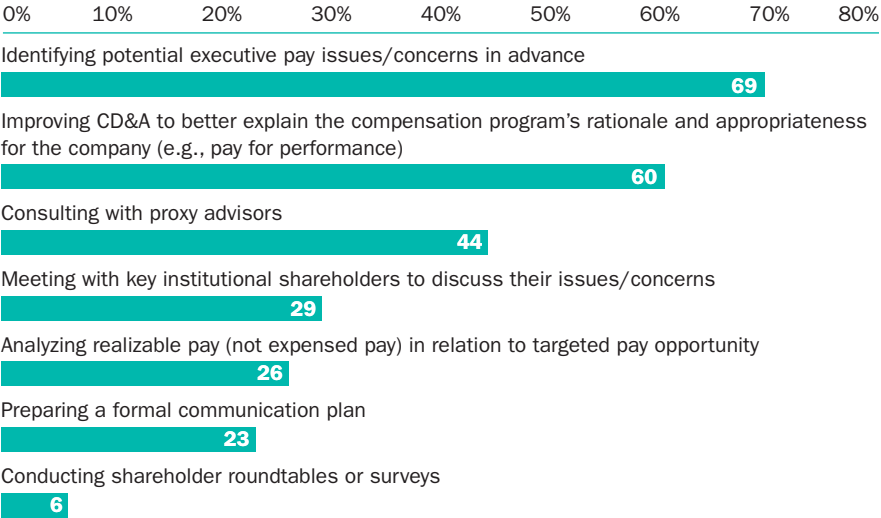 0% 10% 20% 30% 40% 50% 60% 70% 80%
Identifying potential executive pay issues/concerns in advance
69
Improving CD&A to better explain the compensation program’s rationale and appropriateness
for the company (e.g., pay for performance)
60
Consulting with proxy advisors
44
Meeting with key institutional shareholders to discuss their issues/concerns
29
Analyzing realizable pay (not expensed pay) in relation to targeted pay opportunity
26
Preparing a formal communication plan
23
Conducting shareholder roundtables or surveys
6